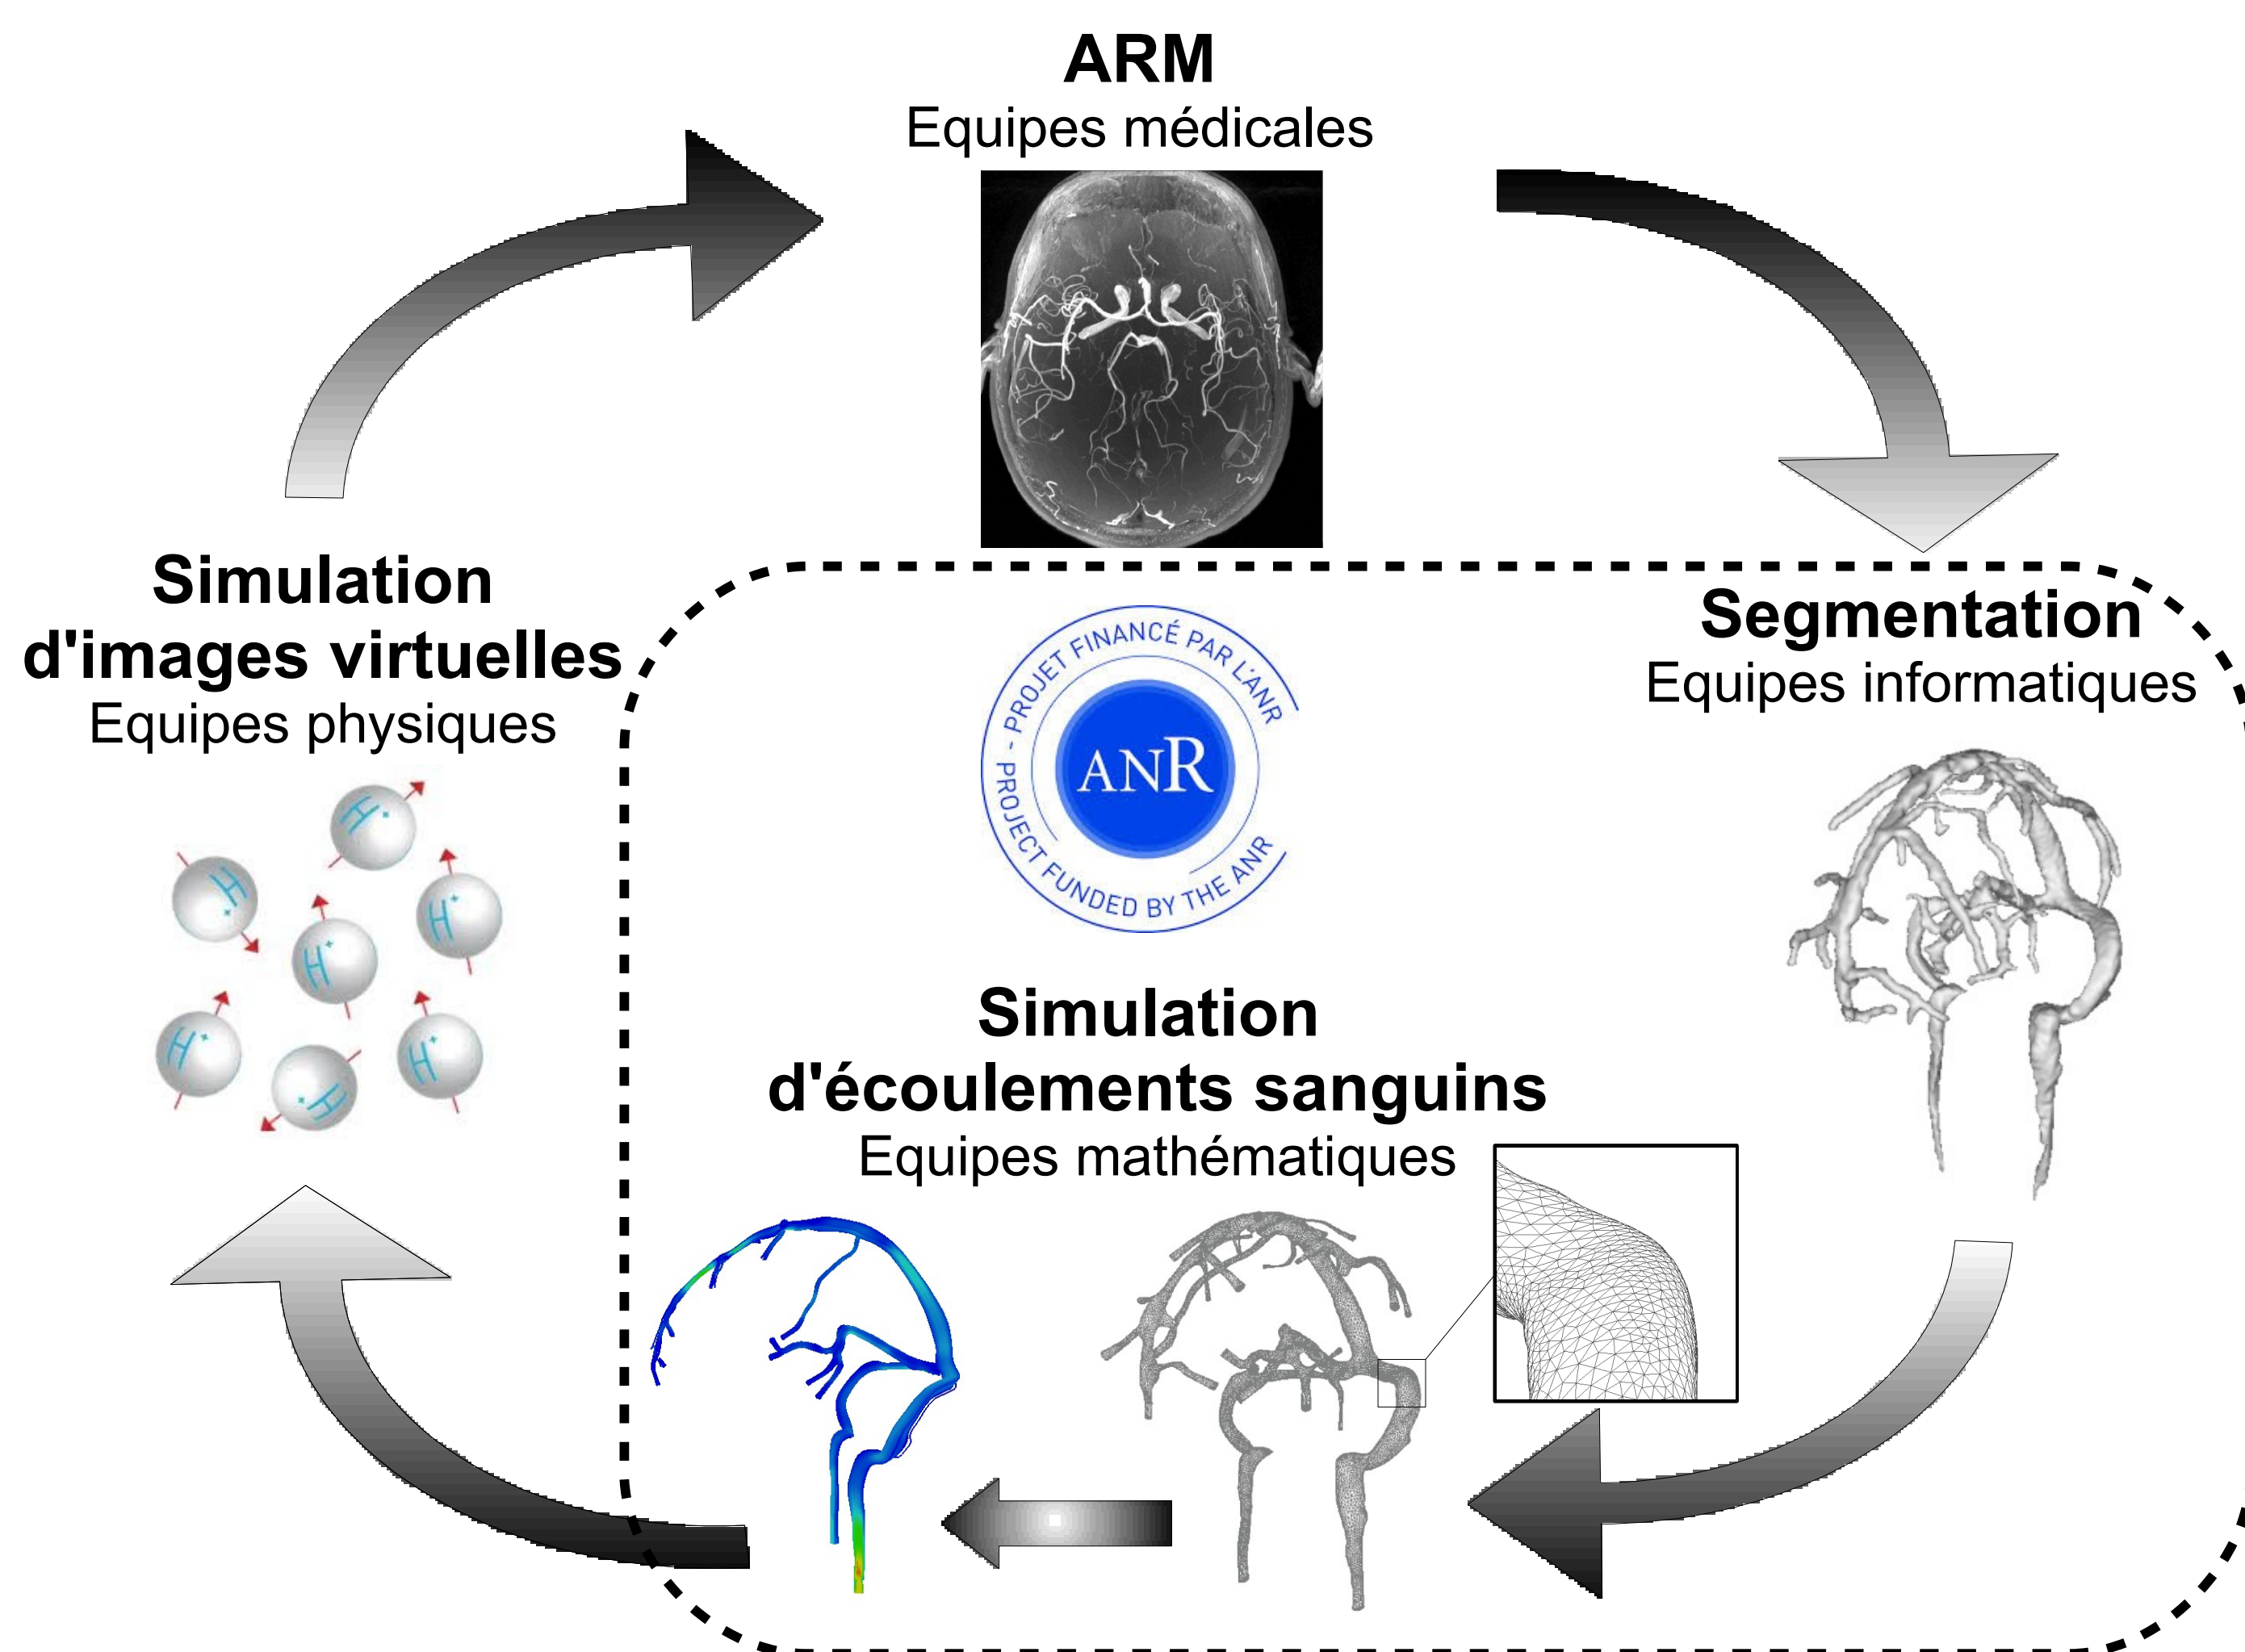 ARM
Equipes médicales
Simulation
d'images virtuelles
Equipes physiques
Segmentation
Equipes informatiques
- PROJET FINANCÉ PAR L'ANR
ANR
PROJECT FUNDED BY THE ANR
H+
H+
H+
H+
H+
H+
H+
Simulation
d'écoulements sanguins
Equipes mathématiques